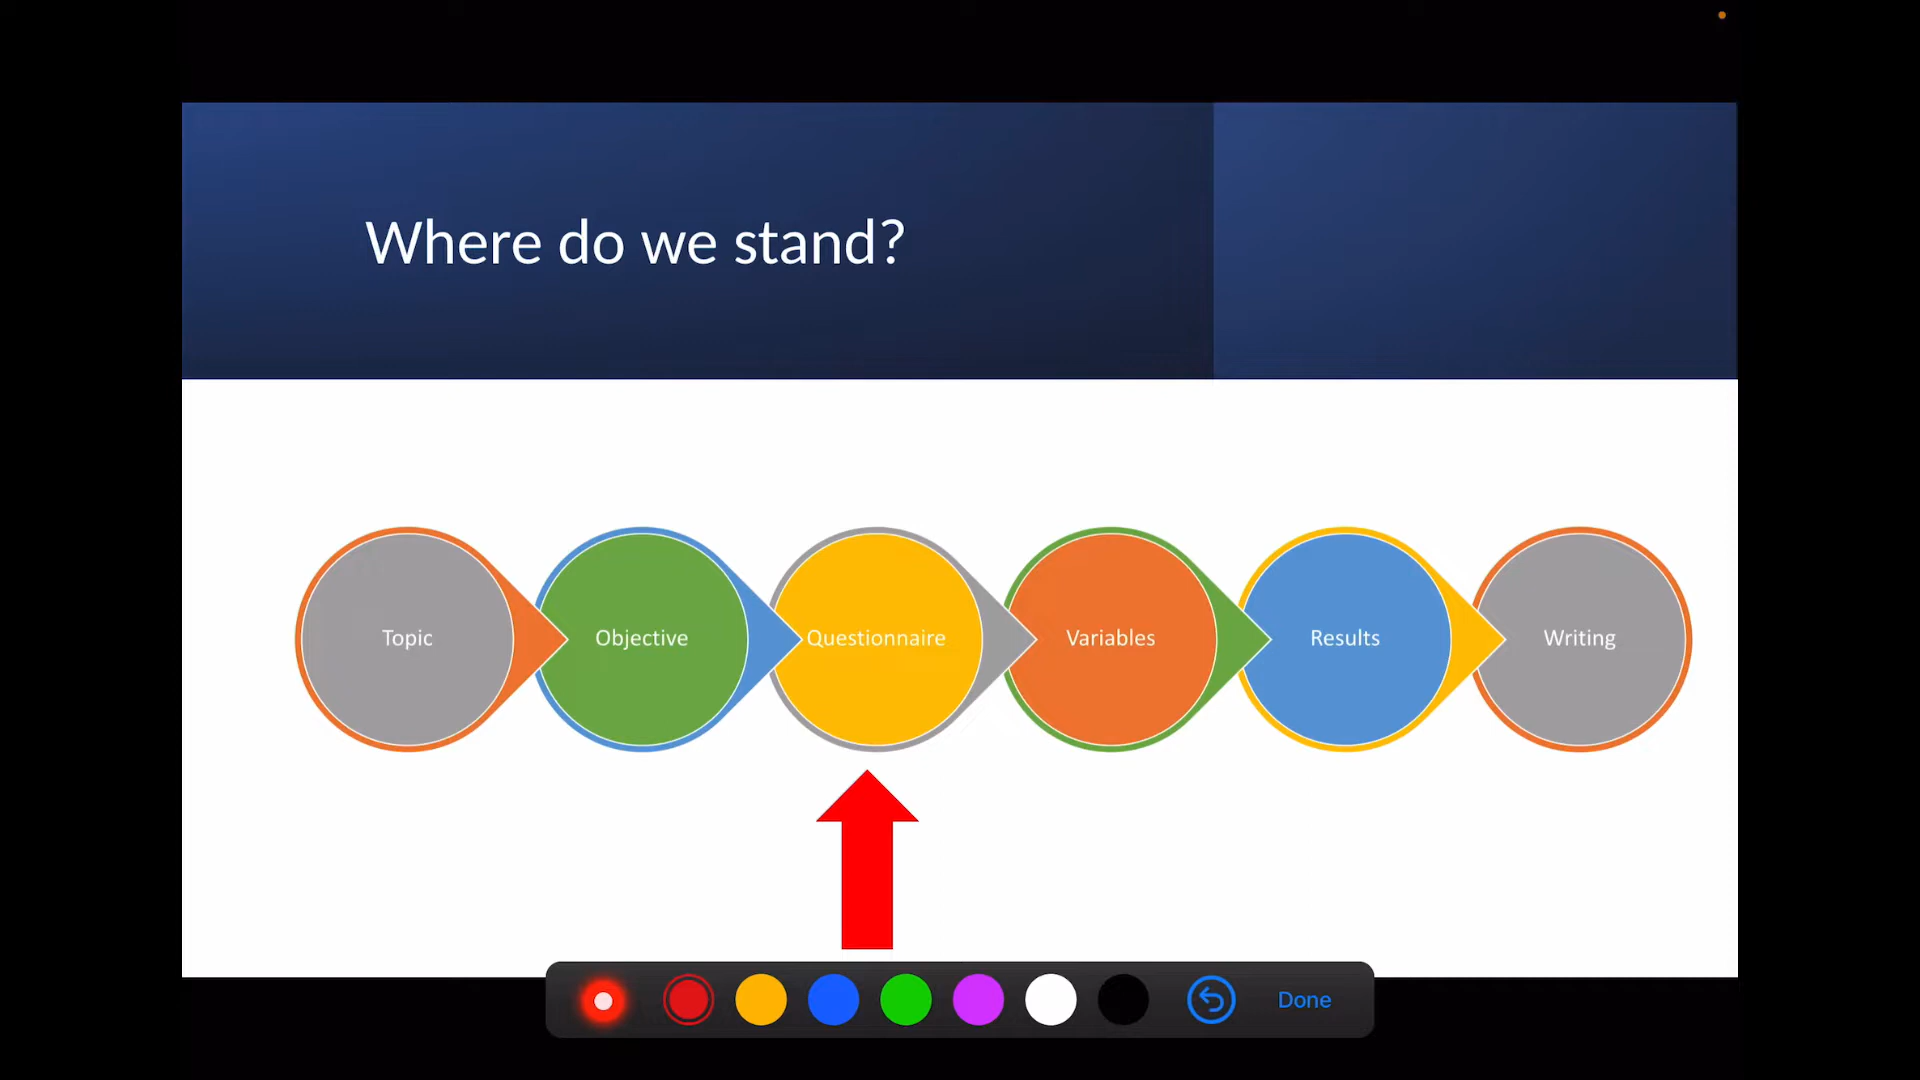 Where do we stand?
Topic
Objective
Questionnaire
Variables
Results
Writing
Done